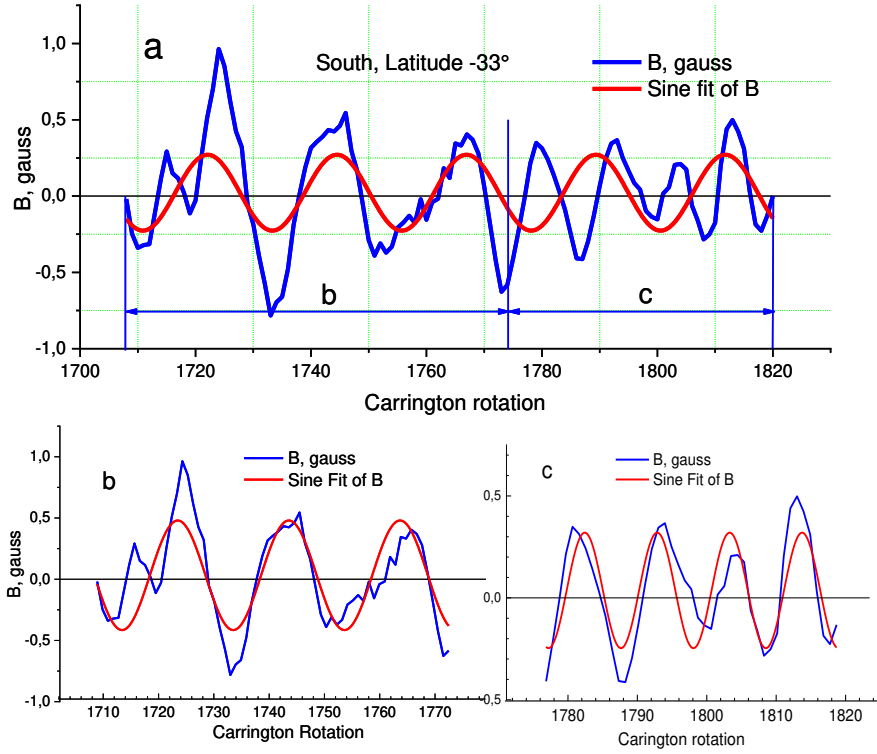 a
South, Latitude -33°
B, gauss
Sine fit of B
1,0
0,5
0,0
-0,5
-1,0
B, gauss
b
c
1700 1720 1740 1760 1780 1800 1820
Carrington rotation
b
B, gauss
Sine Fit of B
1,0
0,5
0,0
-0,5
-1,0
B, gauss
1710 1720 1730 1740 1750 1760 1770
Carrington Rotation
c
B, gauss
Sine Fit of B
0,5
0,0
-0,5
1780 1790 1800 1810 1820
Carington rotation